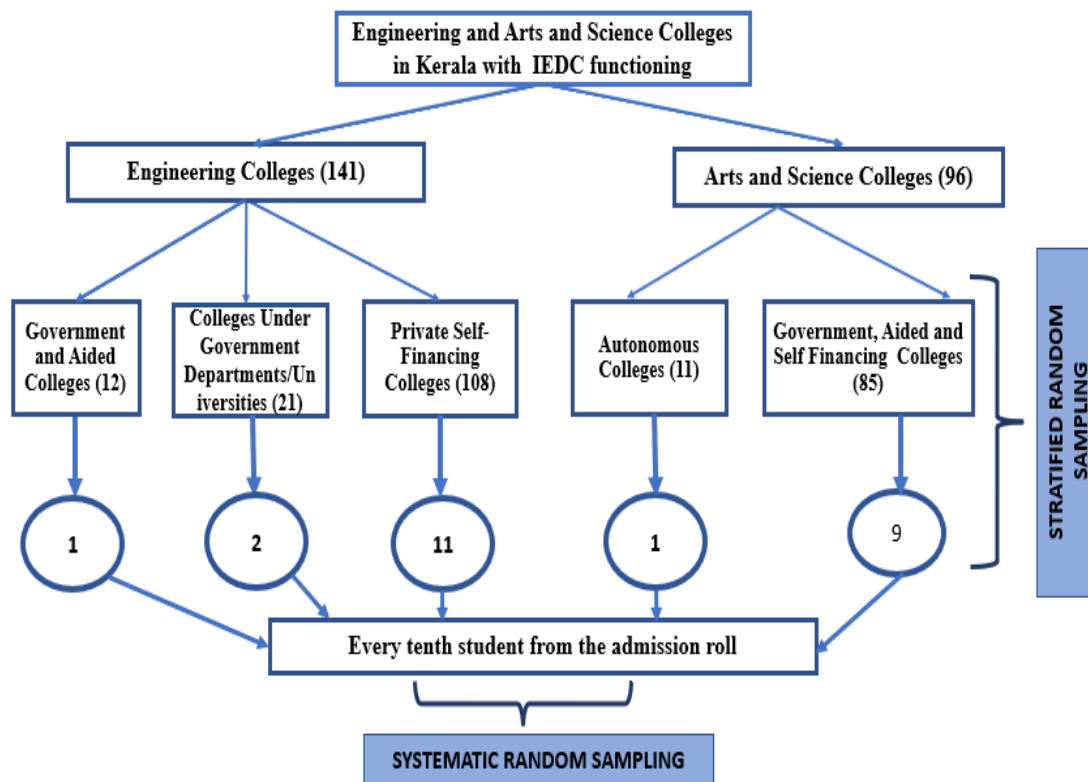 Engineering and Arts and Science Colleges
in Kerala with IEDC functioning
Engineering Colleges (141)
Arts and Science Colleges (96)
Government
and Aided
Colleges (12)
Colleges Under
Government
Departments/Un
iversities (21)
Private Self-
Financing
Colleges (108)
Autonomous
Colleges (11)
Government, Aided and
Self Financing Colleges
(85)
STRATIFIED RANDOM
SAMPLING
1
2
11
1
9
Every tenth student from the admission roll
SYSTEMATIC RANDOM SAMPLING